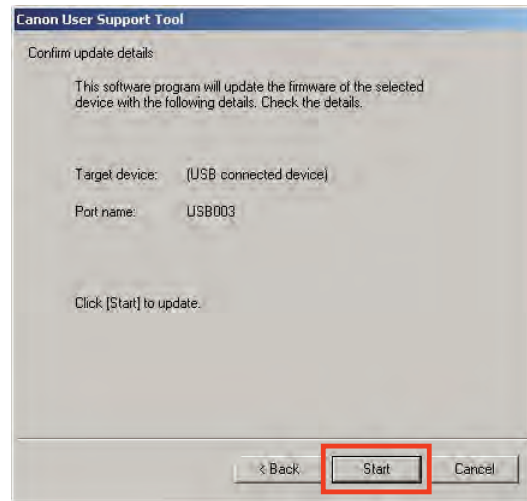 Canon User Support Tool
Confirm update details
This software program will update the firmware of the selected
device with the following details. Check the details.
Target device: (USB connected device)
Port name: USB003
Click [Start] to update.
< Back Start Cancel